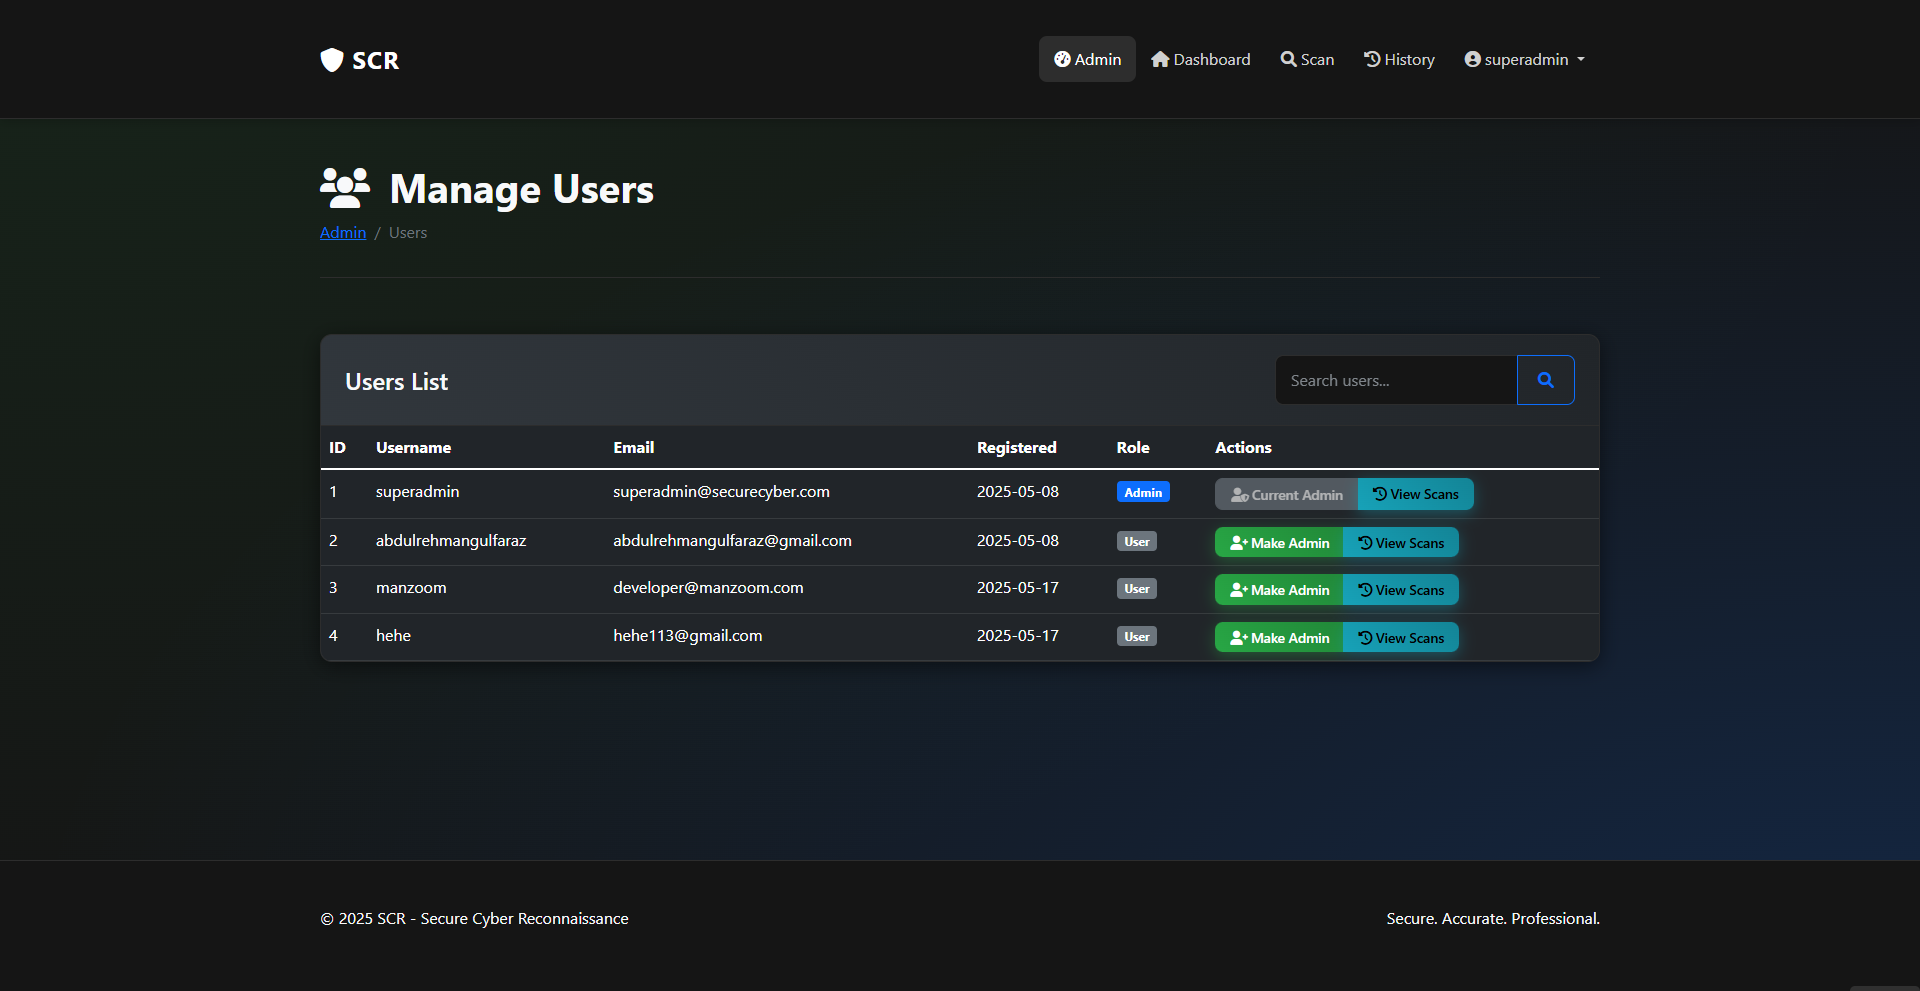 SCR
Admin Dashboard Scan History superadmin
Manage Users
Admin / Users
Users List Search users...
ID Username Email Registered Role Actions
1 superadmin superadmin@securecyber.com 2025-05-08 Admin Current Admin View Scans
2 abdulrehmangulfaraz abdulrehmangulfaraz@gmail.com 2025-05-08 User Make Admin View Scans
3 manzoom developer@manzoom.com 2025-05-17 User Make Admin View Scans
4 hehe hehe113@gmail.com 2025-05-17 User Make Admin View Scans
© 2025 SCR - Secure Cyber Reconnaissance Secure. Accurate. Professional.